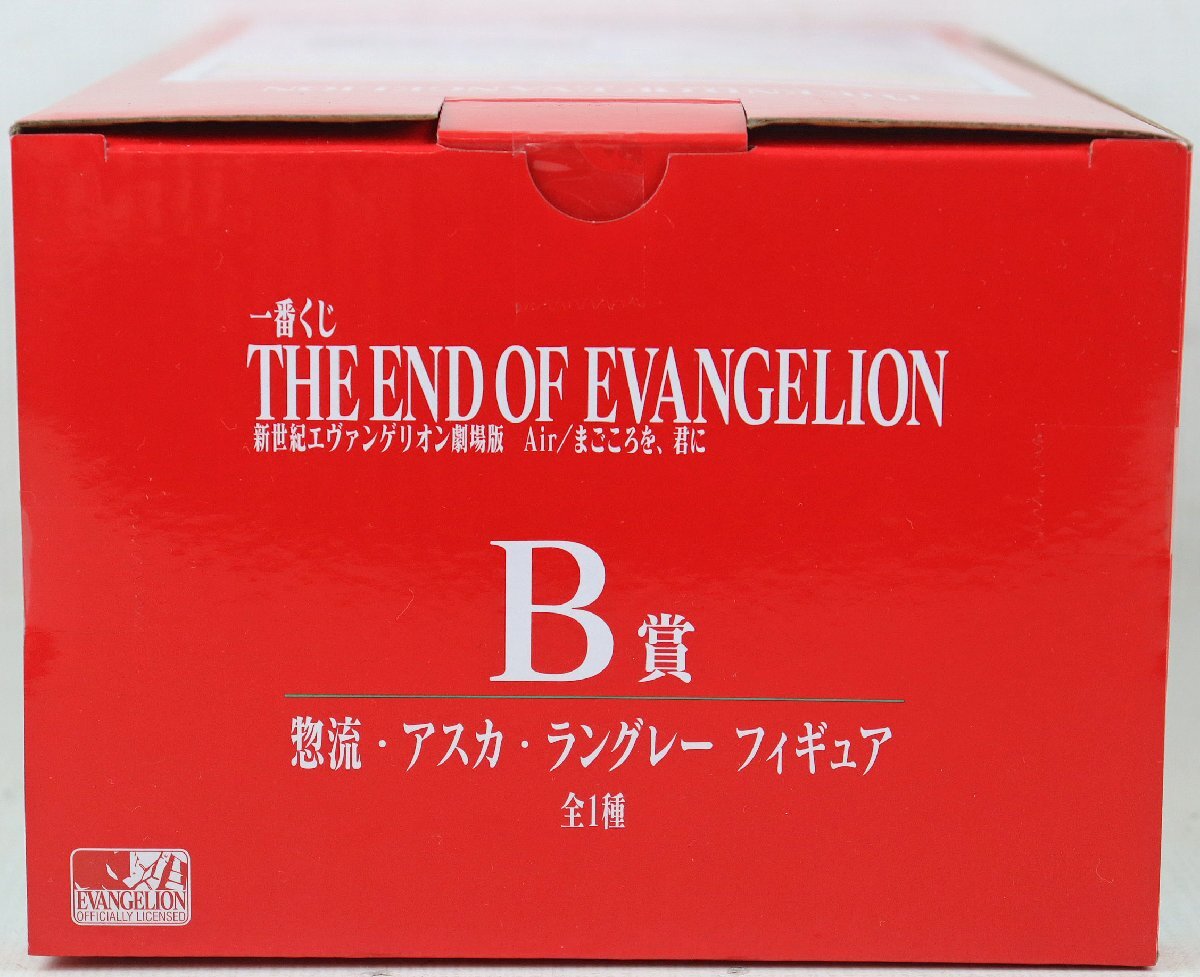 一番くじ
THE END OF EVANGELION
新世紀エヴァンゲリオン劇場版 Air/まごころを、君に
B賞
惣流・アスカ・ラングレー フィギュア
全1種
EVANGELION
OFFICIALLY LICENSED